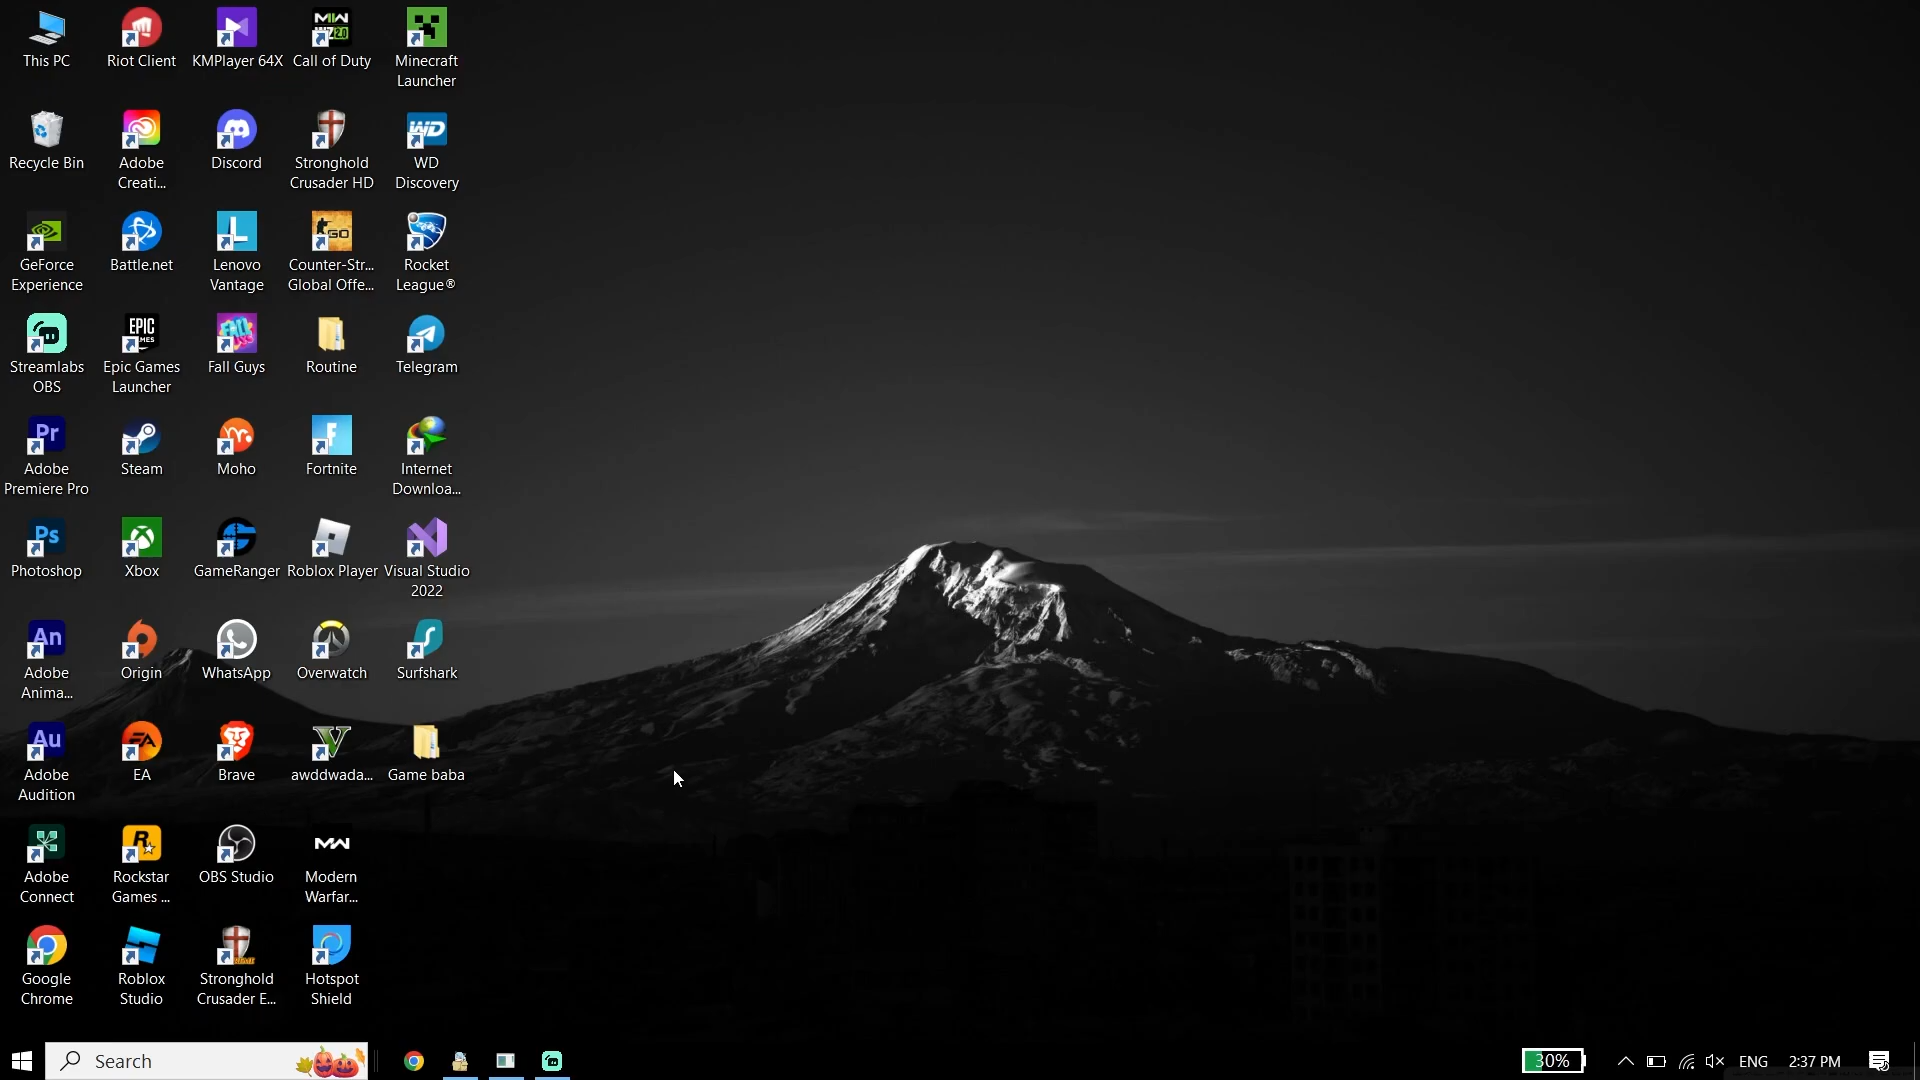 This PC
Riot Client
KMPlayer 64X
Call of Duty
Minecraft
Launcher
Recycle Bin
Adobe
Creati...
Discord
Stronghold
Crusader HD
WD
Discovery
GeForce
Experience
Battle.net
Lenovo
Vantage
Counter-Str...
Global Offe...
Rocket
League®
Streamlabs
OBS
Epic Games
Launcher
Fall Guys
Routine
Telegram
Adobe
Premiere Pro
Steam
Moho
Fortnite
Internet
Downloa...
Photoshop
Xbox
GameRanger
Roblox Player
Visual Studio
2022
Adobe
Anima...
Origin
WhatsApp
Overwatch
Surfshark
Adobe
Audition
EA
Brave
awddwada...
Game baba
Adobe
Connect
Rockstar
Games ...
OBS Studio
Modern
Warfar...
Google
Chrome
Roblox
Studio
Stronghold
Crusader E...
Hotspot
Shield
Search
30%
ENG
2:37 PM